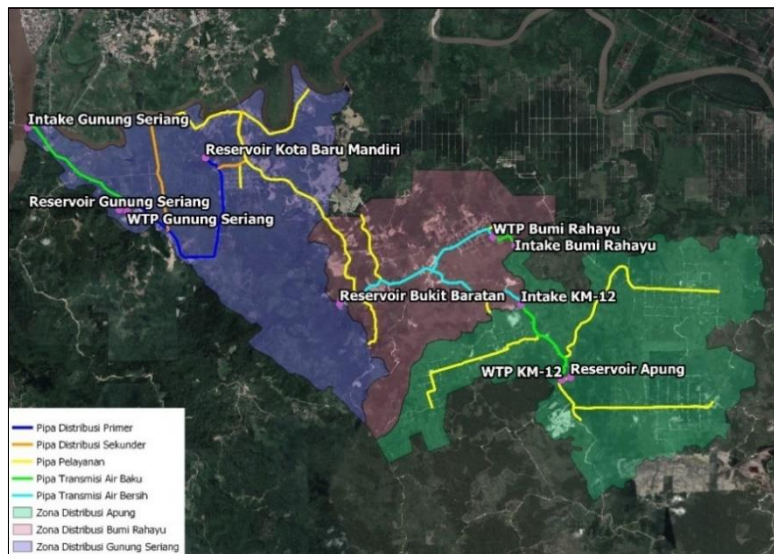 Intake Gunung Seriang
Reservoir Kota Baru Mandiri
Reservoir Gunung Seriang
WTP Gunung Seriang
WTP Bumi Rahayu
Intake Bumi Rahayu
Reservoir Bukit Baratan
Intake KM-12
WTP KM-12
Reservoir Apung
Pipa Distribusi Primer
Pipa Distribusi Sekunder
Pipa Pelayanan
Pipa Transmisi Air Baku
Pipa Transmisi Air Bersih
Zona Distribusi Apung
Zona Distribusi Bumi Rahayu
Zona Distribusi Gunung Seriang